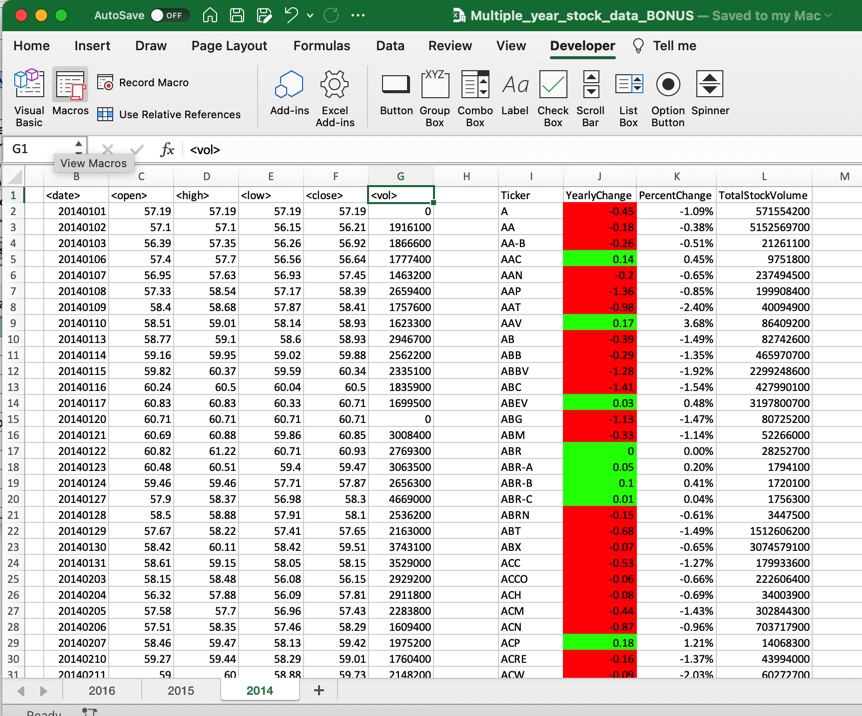 AutoSave OFF Multiple_year_stock_data_BONUS — Saved to my Mac
Home Insert Draw Page Layout Formulas Data Review View Developer Tell me
Visual Basic
Macros
Record Macro
Use Relative References
Add-ins
Excel Add-ins
Button
XYZ
Group Box
Combo Box
Aa
Label
Check Box
Scroll Bar
List Box
Option Button
Spinner
G1 fx <vol>
View Macros
B C D E F G H I J K L M
1 <date> <open> <high> <low> <close> <vol> Ticker YearlyChange PercentChange TotalStockVolume
2 20140101 57.19 57.19 57.19 57.19 0 A -0.45 -1.09% 571554200
3 20140102 57.1 57.1 56.15 56.21 1916100 AA -0.18 -0.38% 5152569700
4 20140103 56.39 57.35 56.26 56.92 1866600 AA-B -0.26 -0.51% 21261100
5 20140106 57.4 57.7 56.56 56.64 1777400 AAC 0.14 0.45% 9751800
6 20140107 56.95 57.63 56.93 57.45 1463200 AAN -0.2 -0.65% 237494500
7 20140108 57.33 58.54 57.17 58.39 2659400 AAP -1.36 -0.85% 199908400
8 20140109 58.4 58.68 57.87 58.41 1757600 AAT -0.98 -2.40% 40094900
9 20140110 58.51 59.01 58.14 58.93 1623300 AAV 0.17 3.68% 86409200
10 20140113 58.77 59.1 58.6 58.93 2946700 AB -0.39 -1.49% 82742600
11 20140114 59.16 59.95 59.02 59.88 2562200 ABB -0.29 -1.35% 465970700
12 20140115 59.82 60.37 59.59 60.34 2335100 ABBV -1.28 -1.92% 2299248600
13 20140116 60.24 60.5 60.04 60.5 1835900 ABC -1.41 -1.54% 427990100
14 20140117 60.83 60.83 60.33 60.71 1699500 ABEV 0.03 0.48% 3197800700
15 20140120 60.71 60.71 60.71 60.71 0 ABG -1.13 -1.47% 80725200
16 20140121 60.69 60.88 59.86 60.85 3008400 ABM -0.33 -1.14% 52266000
17 20140122 60.82 61.22 60.71 60.93 2769300 ABR 0 0.00% 28252700
18 20140123 60.48 60.51 59.4 59.47 3063500 ABR-A 0.05 0.20% 1794100
19 20140124 59.46 59.46 57.71 57.87 2656300 ABR-B 0.1 0.41% 1720100
20 20140127 57.9 58.37 56.98 58.3 4669000 ABR-C 0.01 0.04% 1756300
21 20140128 58.5 58.88 57.91 58.1 2536200 ABRN -0.15 -0.61% 3447500
22 20140129 57.67 58.22 57.41 57.65 2163000 ABT -0.68 -1.49% 1512606200
23 20140130 58.42 60.11 58.42 59.51 3743100 ABX -0.07 -0.65% 3074579100
24 20140131 58.61 59.15 58.05 58.15 3529000 ACC -0.53 -1.27% 179933600
25 20140203 58.15 58.48 56.08 56.15 2929200 ACCO -0.06 -0.66% 222606400
26 20140204 56.32 57.88 56.09 57.81 2911800 ACH -0.08 -0.69% 34003900
27 20140205 57.58 57.7 56.96 57.43 2283800 ACM -0.44 -1.43% 302844300
28 20140206 57.51 58.35 57.46 58.29 1609400 ACN -0.87 -0.96% 703717900
29 20140207 58.46 59.47 58.13 59.42 1975200 ACP 0.18 1.21% 14068300
30 20140210 59.27 59.44 58.29 59.01 1760400 ACRE -0.16 -1.37% 43994000
31 20140211 59 60 58.88 59.73 2148200 ACW -0.09 -2.03% 60272700
2016 2015 2014 +
Ready